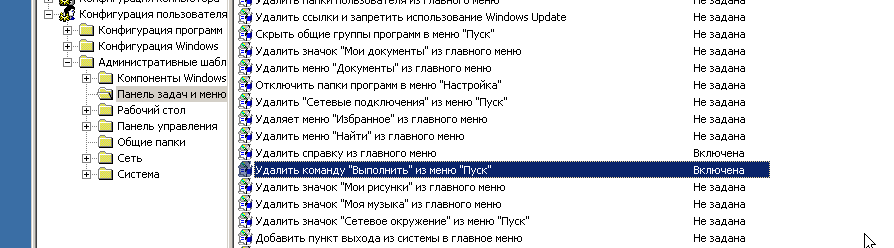 Конфигурация пользователя
Конфигурация программ
Конфигурация Windows
Административные шабл
Компоненты Windows
Панель задач и меню
Рабочий стол
Панель управления
Общие папки
Сеть
Система
Удалить папки пользователя из главного меню Не задана
Удалить ссылки и запретить использование Windows Update Не задана
Скрыть общие группы программ в меню "Пуск" Не задана
Удалить значок "Мои документы" из главного меню Не задана
Удалить меню "Документы" из главного меню Не задана
Отключить папки программ в меню "Настройка" Не задана
Удалить "Сетевые подключения" из меню "Пуск" Не задана
Удаляет меню "Избранное" из главного меню Не задана
Удалить меню "Найти" из главного меню Не задана
Удалить справку из главного меню Включена
Удалить команду "Выполнить" из меню "Пуск" Включена
Удалить значок "Мои рисунки" из главного меню Не задана
Удалить значок "Моя музыка" из главного меню Не задана
Удалить значок "Сетевое окружение" из меню "Пуск" Не задана
Добавить пункт выхода из системы в главное меню Не задана